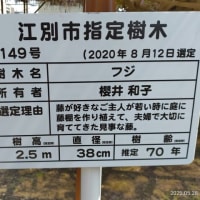 江別市指定樹木
149号 (2020年8月12日選定
樹木名 フジ
所有者 櫻井 和子
選定理由 藤が好きなご主人が若い時に庭に
藤棚を作り植えて、夫婦で大切に
育ててきた見事な藤。
樹高 直径 樹齢
2.5m 38cm 推定 70年